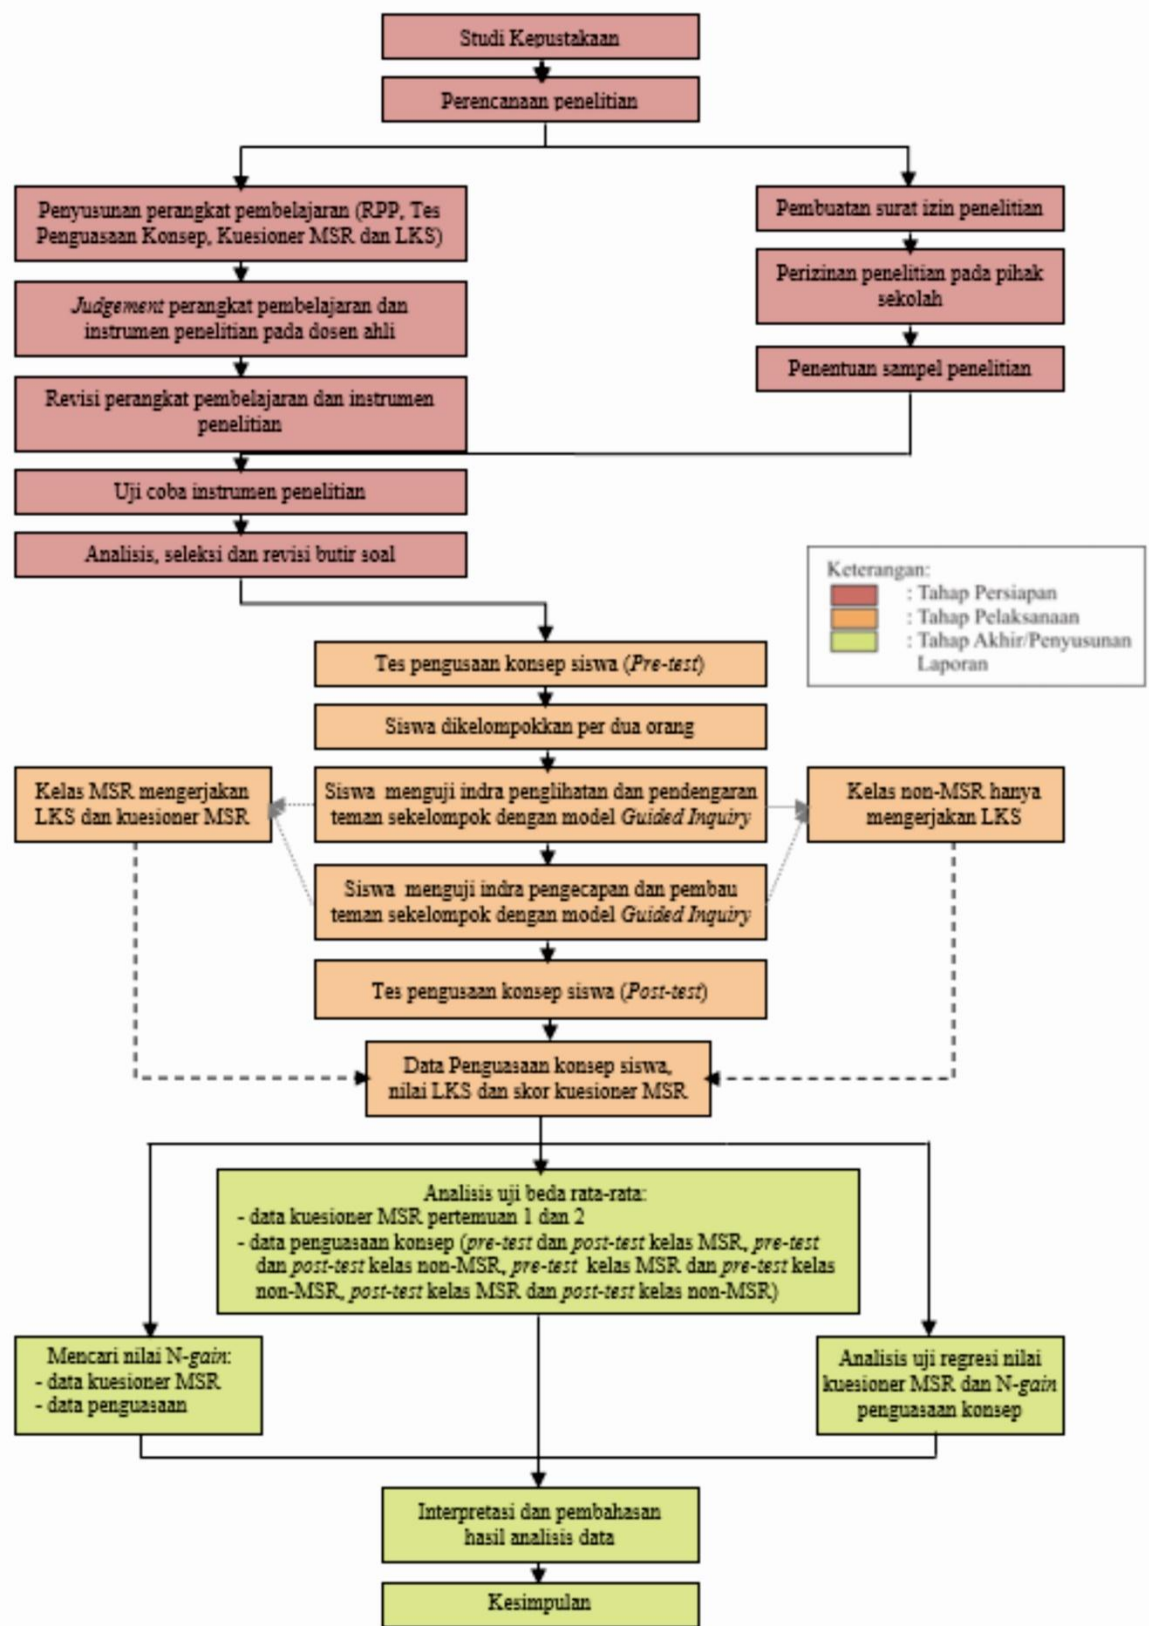 Studi Kepustakaan
Perencanaan penelitian
Penyusunan perangkat pembelajaran (RPP, Tes
Penguasaan Konsep, Kuesioner MSR dan LKS)
Judgement perangkat pembelajaran dan
instrumen penelitian pada dosen ahli
Revisi perangkat pembelajaran dan instrumen
penelitian
Pembuatan surat izin penelitian
Perizinan penelitian pada pihak
sekolah
Penentuan sampel penelitian
Uji coba instrumen penelitian
Analisis, seleksi dan revisi butir soal
Keterangan:
: Tahap Persiapan
: Tahap Pelaksanaan
: Tahap Akhir/Penyusunan
Laporan
Tes pengusaan konsep siswa (Pre-test)
Siswa dikelompokkan per dua orang
Kelas MSR mengerjakan
LKS dan kuesioner MSR
Siswa menguji indra penglihatan dan pendengaran
teman sekelompok dengan model Guided Inquiry
Kelas non-MSR hanya
mengerjakan LKS
Siswa menguji indra pengecapan dan pembau
teman sekelompok dengan model Guided Inquiry
Tes pengusaan konsep siswa (Post-test)
Data Penguasaan konsep siswa,
nilai LKS dan skor kuesioner MSR
Analisis uji beda rata-rata:
- data kuesioner MSR pertemuan 1 dan 2
- data penguasaan konsep (pre-test dan post-test kelas MSR, pre-test
dan post-test kelas non-MSR, pre-test kelas MSR dan pre-test kelas
non-MSR, post-test kelas MSR dan post-test kelas non-MSR)
Mencari nilai N-gain:
- data kuesioner MSR
- data penguasaan
Analisis uji regresi nilai
kuesioner MSR dan N-gain
penguasaan konsep
Interpretasi dan pembahasan
hasil analisis data
Kesimpulan